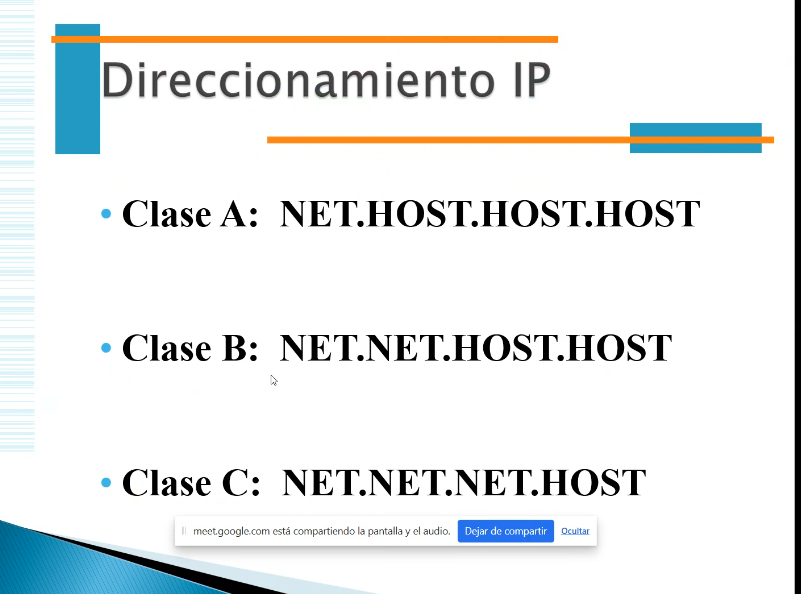 Direccionamiento IP
• Clase A: NET.HOST.HOST.HOST
• Clase B: NET.NET.HOST.HOST
• Clase C: NET.NET.NET.HOST
meet.google.com está compartiendo la pantalla y el audio. Dejar de compartir Ocultar